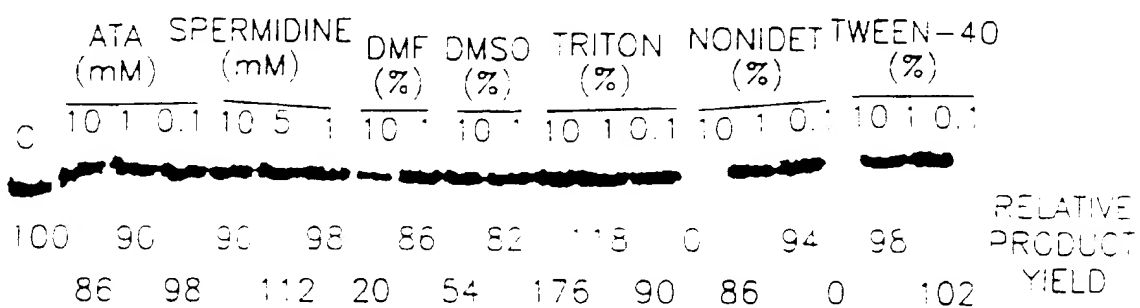 ATA SPERMIDINE DMF DMSO TRITON NONIDET TWEEN-40
(mM) (mM) (%) (%) (%) (%) (%)
C 10 1 0.1 10 5 1 10 1 10 1 10 1 0.1 10 1 0.1 10 1 0.1
100 90 90 98 86 82 118 0 94 98 RELATIVE
PRODUCT
86 98 112 20 54 176 90 86 0 102 YIELD